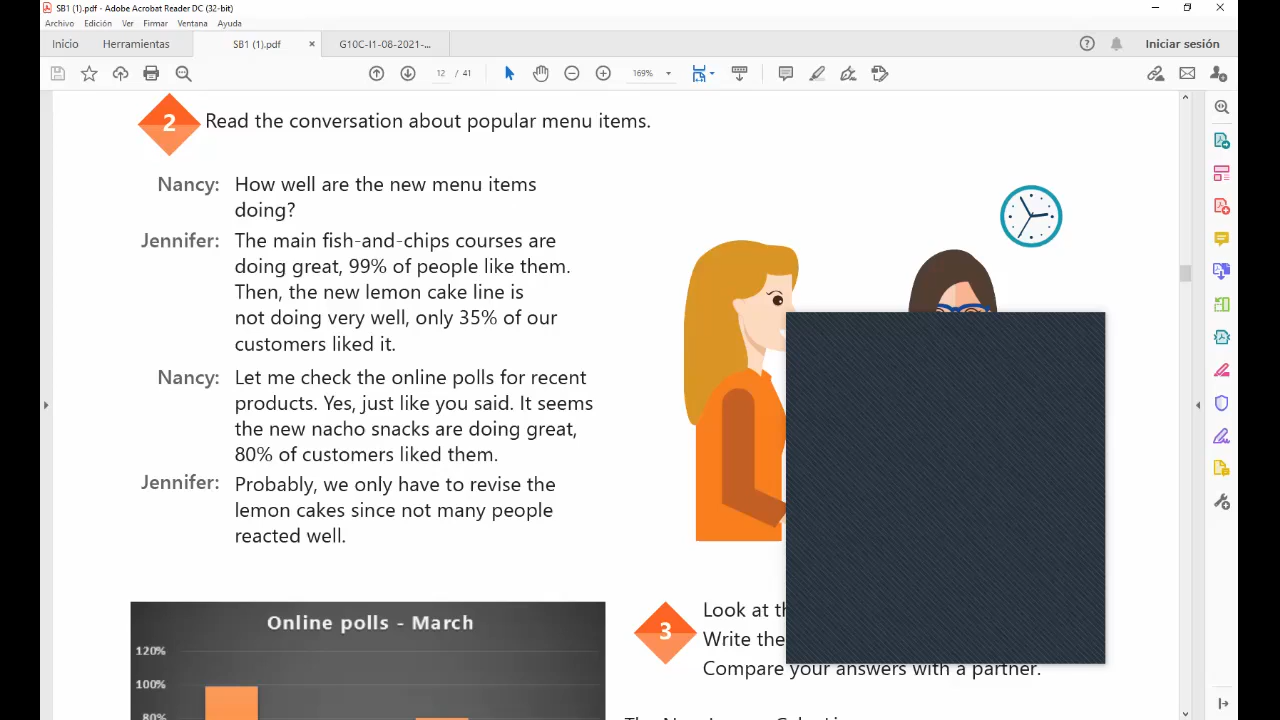 SB1 (1).pdf - Adobe Acrobat Reader DC (32-bit)
Archivo Edición Ver Firmar Ventana Ayuda
Inicio Herramientas SB1 (1).pdf × G10C-I1-08-2021-... Iniciar sesión
12 / 41 169%
2 Read the conversation about popular menu items.
Nancy: How well are the new menu items
doing?
Jennifer: The main fish-and-chips courses are
doing great, 99% of people like them.
Then, the new lemon cake line is
not doing very well, only 35% of our
customers liked it.
Nancy: Let me check the online polls for recent
products. Yes, just like you said. It seems
the new nacho snacks are doing great,
80% of customers liked them.
Jennifer: Probably, we only have to revise the
lemon cakes since not many people
reacted well.
Online polls - March
120%
100%
80%
3 Look at th
Write the
Compare your answers with a partner.